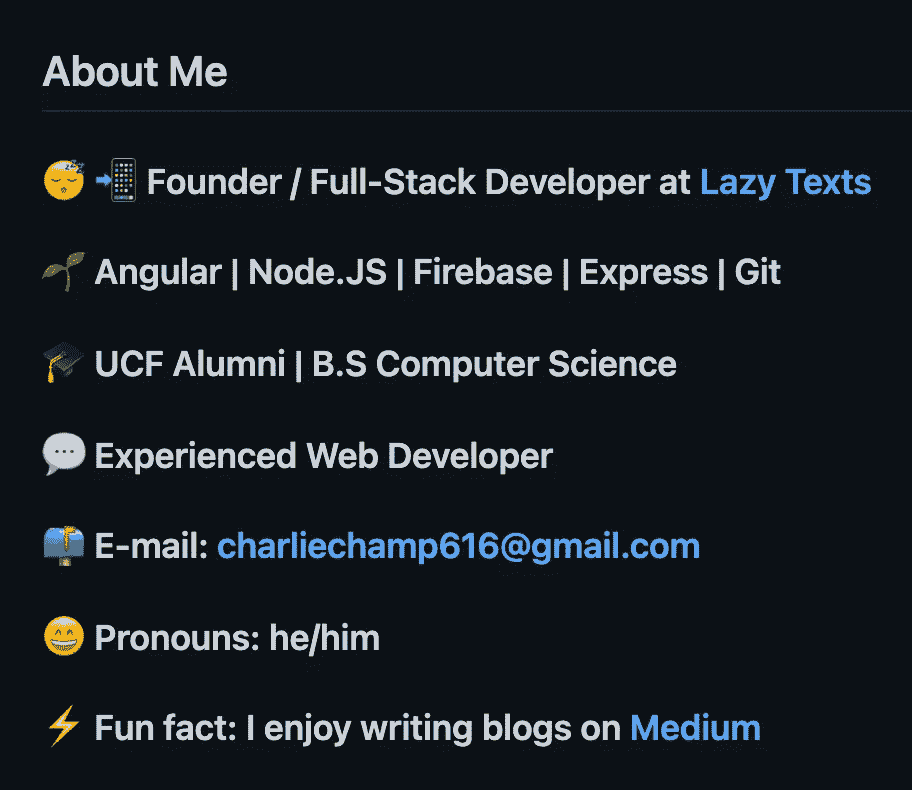 About Me
😴📲 Founder / Full-Stack Developer at Lazy Texts
🌱 Angular | Node.JS | Firebase | Express | Git
🎓 UCF Alumni | B.S Computer Science
💬 Experienced Web Developer
📫 E-mail: charliechamp616@gmail.com
😄 Pronouns: he/him
⚡ Fun fact: I enjoy writing blogs on Medium